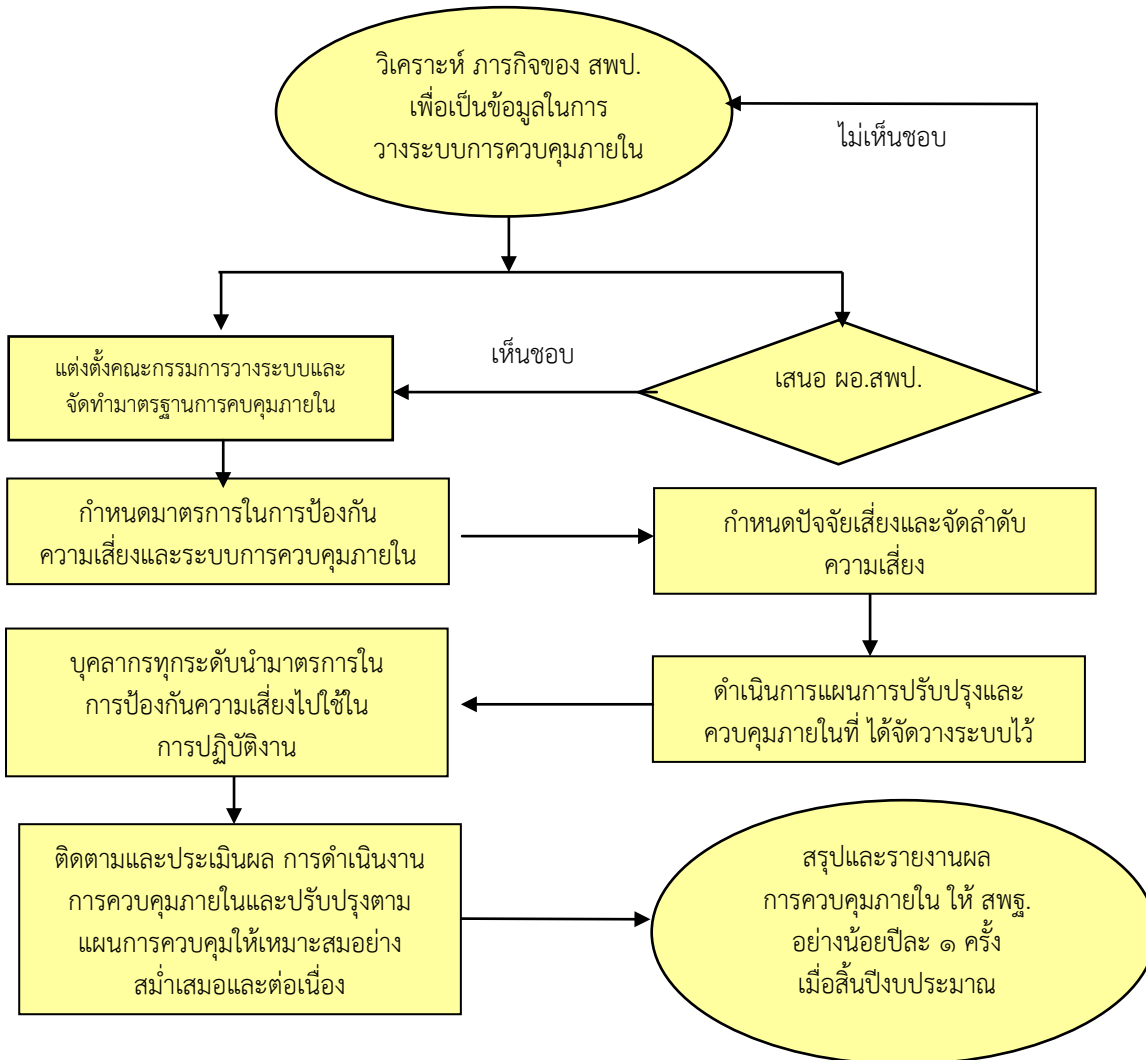 วิเคราะห์ ภารกิจของ สพป.
เพื่อเป็นข้อมูลในการ
วางระบบการควบคุมภายใน
ไม่เห็นชอบ
แต่งตั้งคณะกรรมการวางระบบและ
จัดทำมาตรฐานการคบคุมภายใน
เห็นชอบ
เสนอ ผอ.สพป.
กำหนดมาตรการในการป้องกัน
ความเสี่ยงและระบบการควบคุมภายใน
กำหนดปัจจัยเสี่ยงและจัดลำดับ
ความเสี่ยง
บุคลากรทุกระดับนำมาตรการใน
การป้องกันความเสี่ยงไปใช้ใน
การปฏิบัติงาน
ดำเนินการแผนการปรับปรุงและ
ควบคุมภายในที่ ได้จัดวางระบบไว้
ติดตามและประเมินผล การดำเนินงาน
การควบคุมภายในและปรับปรุงตาม
แผนการควบคุมให้เหมาะสมอย่าง
สม่ำเสมอและต่อเนื่อง
สรุปและรายงานผล
การควบคุมภายใน ให้ สพฐ.
อย่างน้อยปีละ ๑ ครั้ง
เมื่อสิ้นปีงบประมาณ